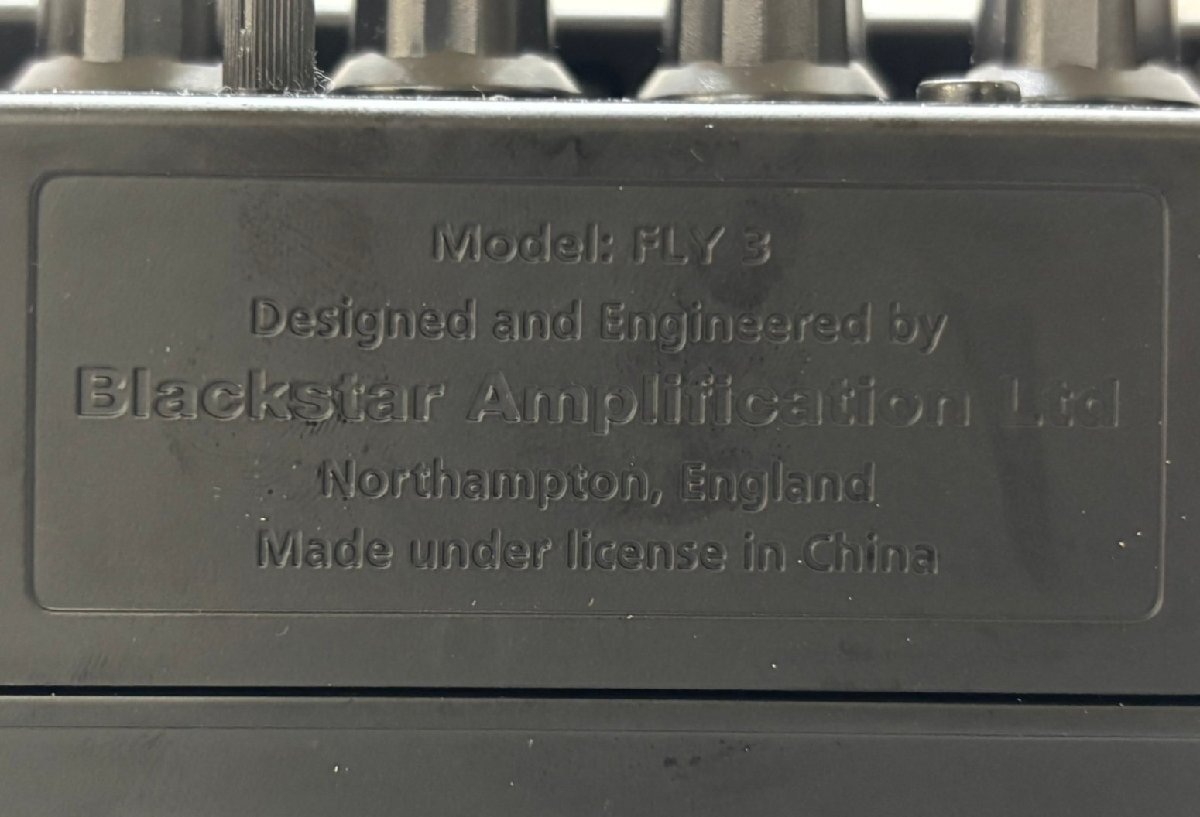 Model: FLY 3
Designed and Engineered by
Blackstar Amplification Ltd
Northampton, England
Made under license in China